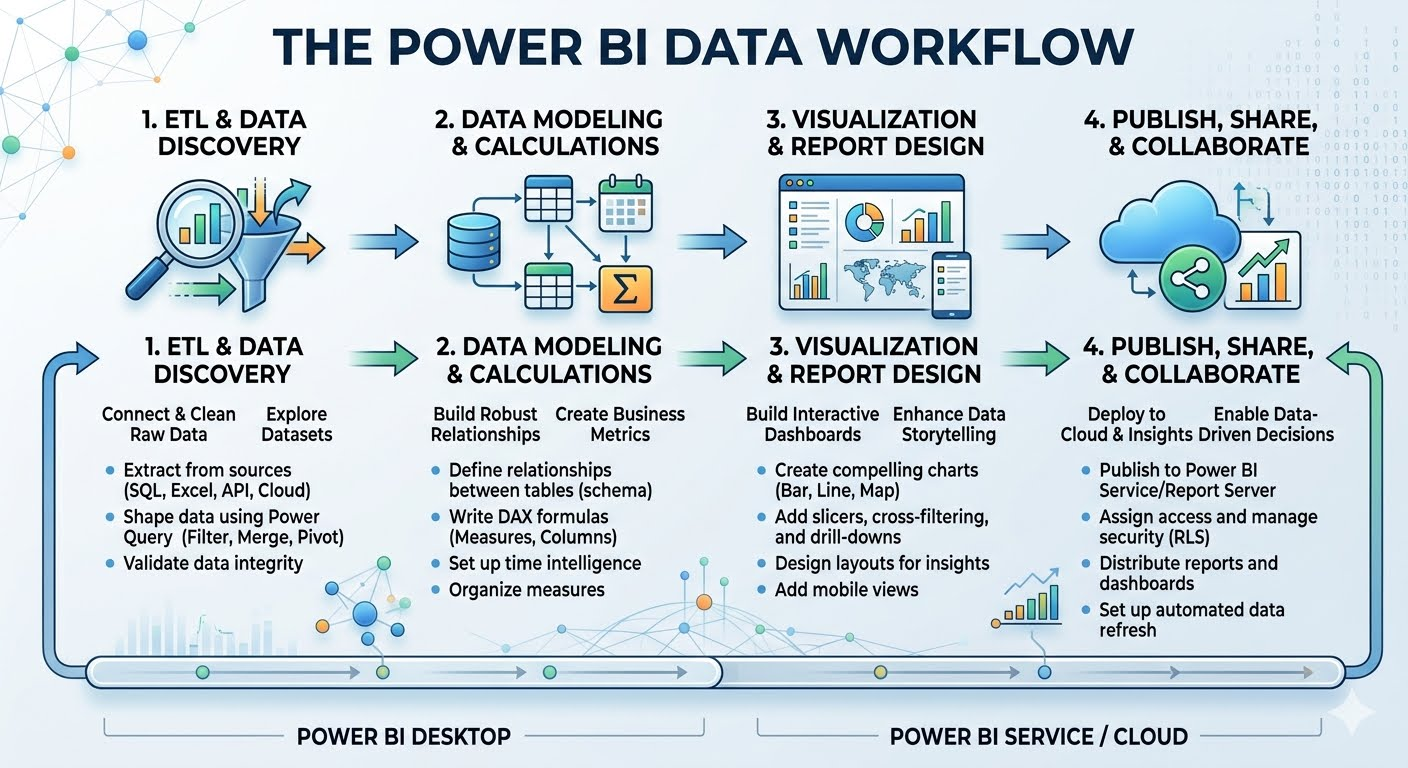 THE POWER BI DATA WORKFLOW
1. ETL & DATA
DISCOVERY
2. DATA MODELING
& CALCULATIONS
3. VISUALIZATION
& REPORT DESIGN
4. PUBLISH, SHARE,
& COLLABORATE
Σ
1. ETL & DATA
DISCOVERY
Connect & Clean
Raw Data
Explore
Datasets
Extract from sources
(SQL, Excel, API, Cloud)
Shape data using Power
Query (Filter, Merge, Pivot)
Validate data integrity
2. DATA MODELING
& CALCULATIONS
Build Robust
Relationships
Create Business
Metrics
Define relationships
between tables (schema)
Write DAX formulas
(Measures, Columns)
Set up time intelligence
Organize measures
3. VISUALIZATION
& REPORT DESIGN
Build Interactive
Dashboards
Enhance Data
Storytelling
Create compelling charts
(Bar, Line, Map)
Add slicers, cross-filtering,
and drill-downs
Design layouts for insights
Add mobile views
4. PUBLISH, SHARE,
& COLLABORATE
Deploy to
Cloud & Insights
Enable Data-
Driven Decisions
Publish to Power BI
Service/Report Server
Assign access and manage
security (RLS)
Distribute reports and
dashboards
Set up automated data
refresh
POWER BI DESKTOP
POWER BI SERVICE / CLOUD